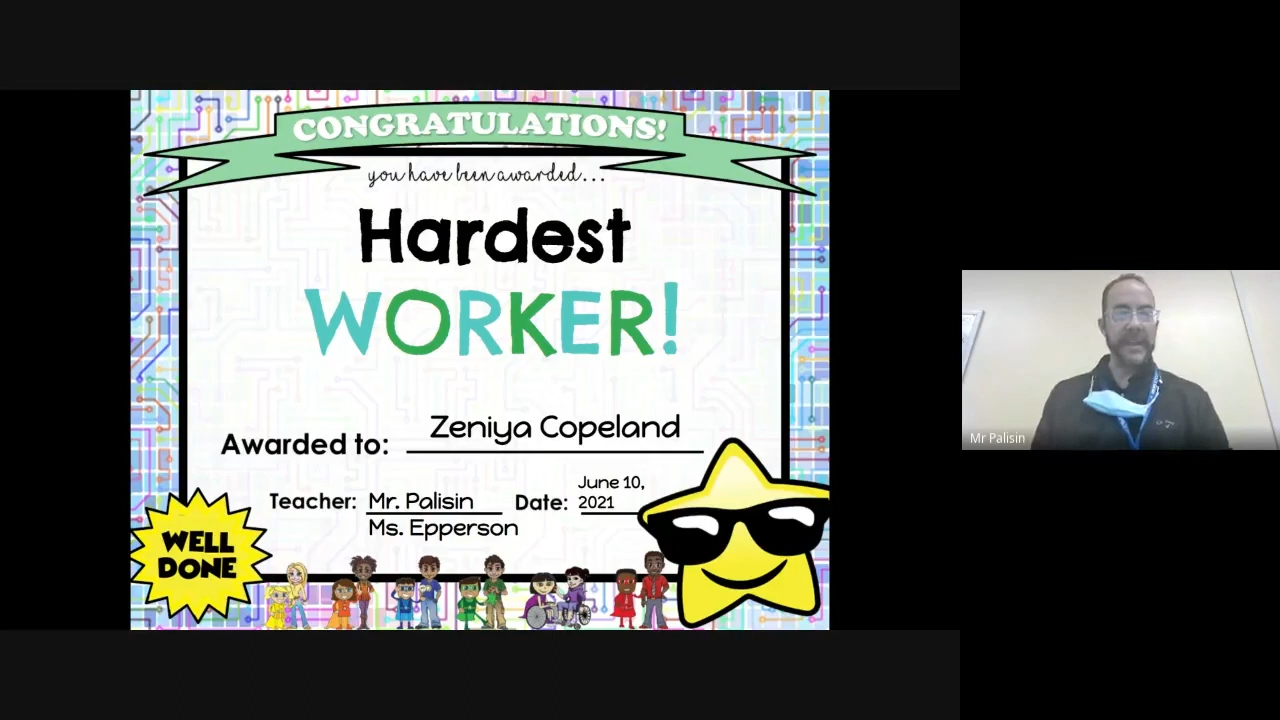 CONGRATULATIONS!
you have been awarded...
Hardest
WORKER!
Awarded to: Zeniya Copeland
Teacher: Mr. Palisin Date: June 10, 2021
Ms. Epperson
WELL
DONE
Mr Palisin